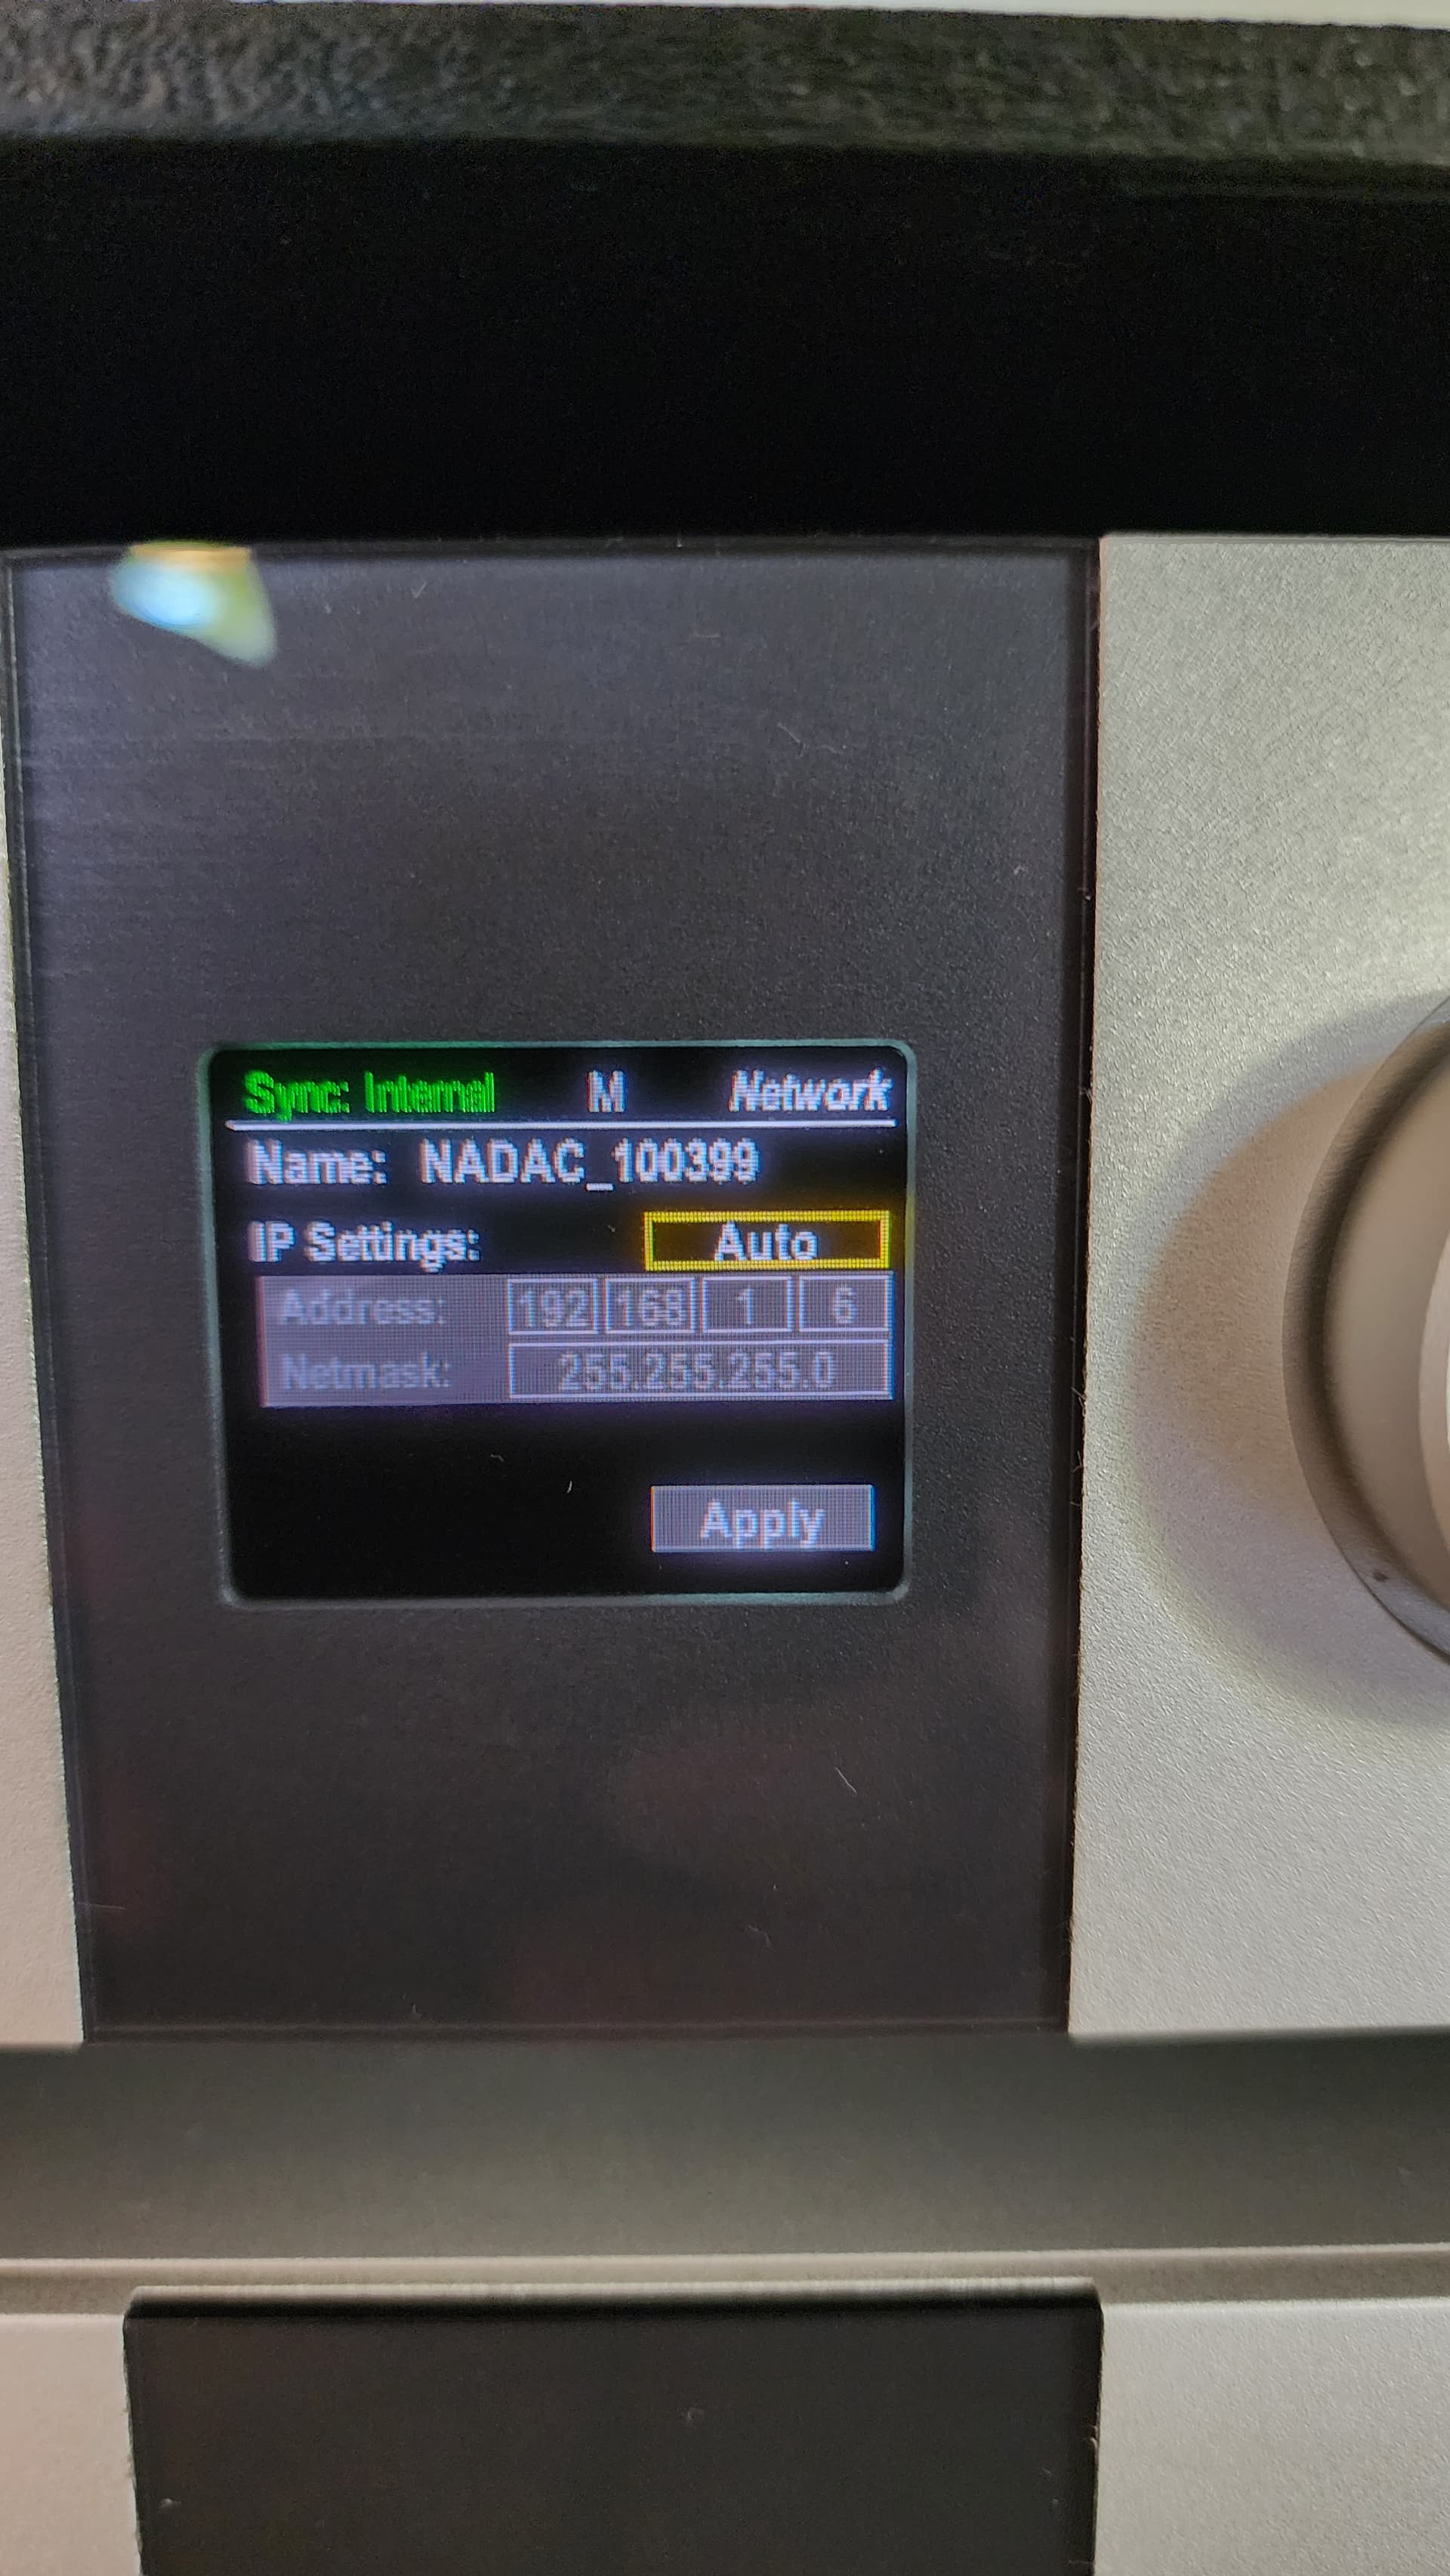 Sync: Internal M Network
Name: NADAC_100399
IP Settings: Auto
Address: 192 168 1 6
Netmask: 255.255.255.0
Apply